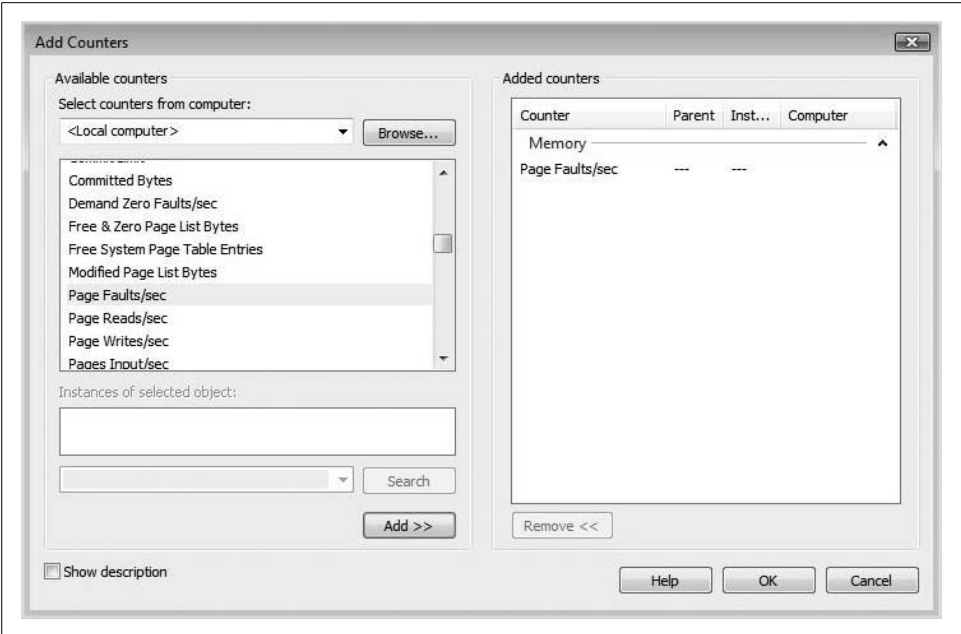 Add Counters
Available counters
Select counters from computer:
<Local computer>
Browse...
Committed Bytes
Demand Zero Faults/sec
Free & Zero Page List Bytes
Free System Page Table Entries
Modified Page List Bytes
Page Faults/sec
Page Reads/sec
Page Writes/sec
Pages Input/sec
Instances of selected object:
Search
Add >>
Show description
Added counters
Counter Parent Inst... Computer
Memory
Page Faults/sec --- ---
Remove <<
Help OK Cancel